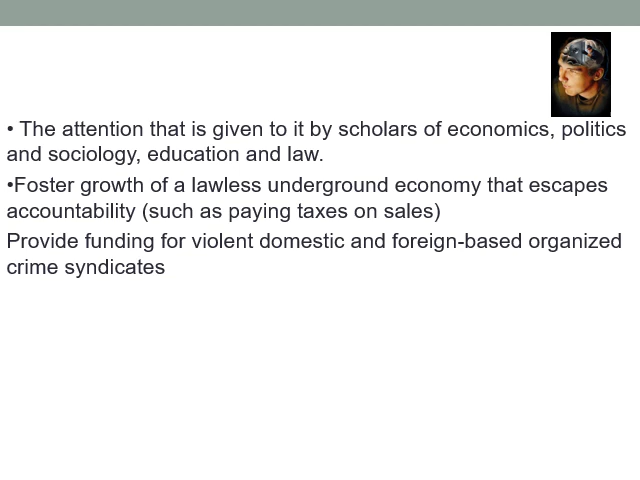 • The attention that is given to it by scholars of economics, politics
and sociology, education and law.
•Foster growth of a lawless underground economy that escapes
accountability (such as paying taxes on sales)
Provide funding for violent domestic and foreign-based organized
crime syndicates